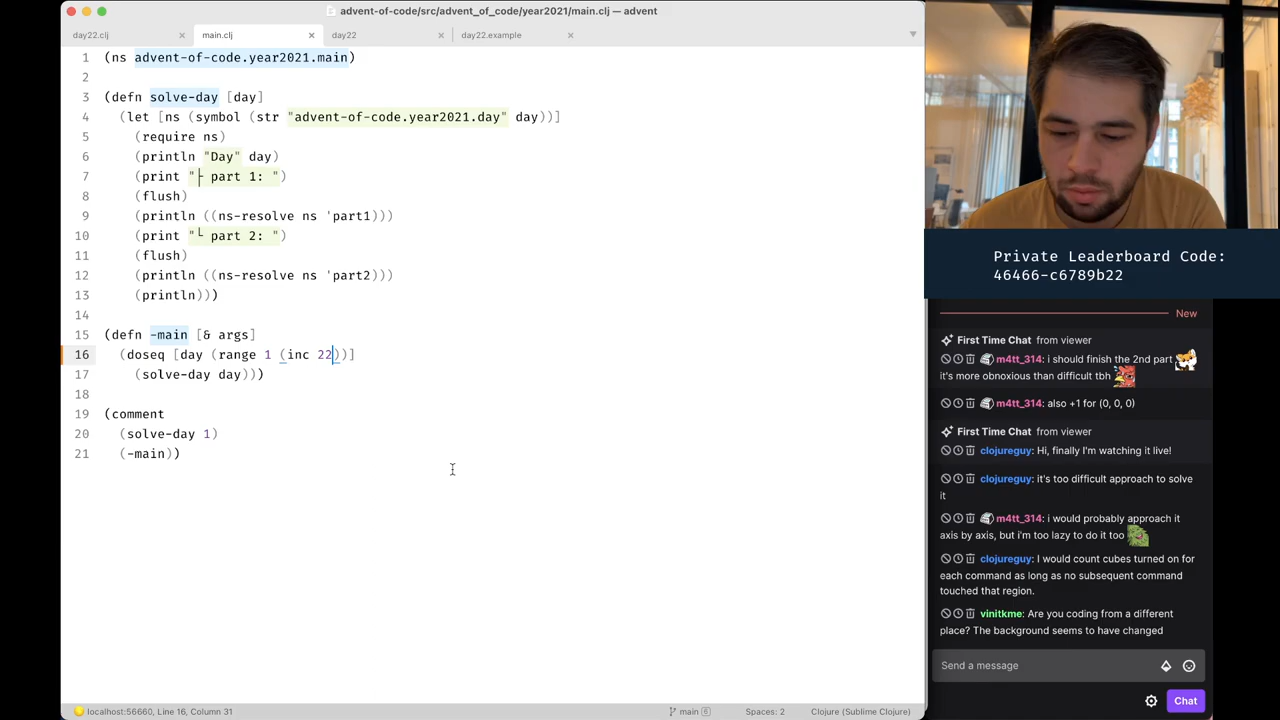 advent-of-code/src/advent_of_code/year2021/main.clj — advent
day22.clj
main.clj
day22
day22.example
1 (ns advent-of-code.year2021.main)
2
3 (defn solve-day [day]
4   (let [ns (symbol (str "advent-of-code.year2021.day" day))]
5     (require ns)
6     (println "Day" day)
7     (print "├ part 1: ")
8     (flush)
9     (println ((ns-resolve ns 'part1)))
10     (print "└ part 2: ")
11     (flush)
12     (println ((ns-resolve ns 'part2)))
13     (println)))
14
15 (defn -main [& args]
16   (doseq [day (range 1 (inc 22))]
17     (solve-day day)))
18
19 (comment
20   (solve-day 1)
21   (-main))
localhost:56660, Line 16, Column 31
main 6
Spaces: 2
Clojure (Sublime Clojure)
Private Leaderboard Code:
46466-c6789b22
New
First Time Chat from viewer
m4tt_314: i should finish the 2nd part
it's more obnoxious than difficult tbh
m4tt_314: also +1 for (0, 0, 0)
First Time Chat from viewer
clojureguy: Hi, finally I'm watching it live!
clojureguy: it's too difficult approach to solve
it
m4tt_314: i would probably approach it
axis by axis, but i'm too lazy to do it too
clojureguy: I would count cubes turned on for
each command as long as no subsequent command
touched that region.
vinitkme: Are you coding from a different
place? The background seems to have changed
Send a message
Chat